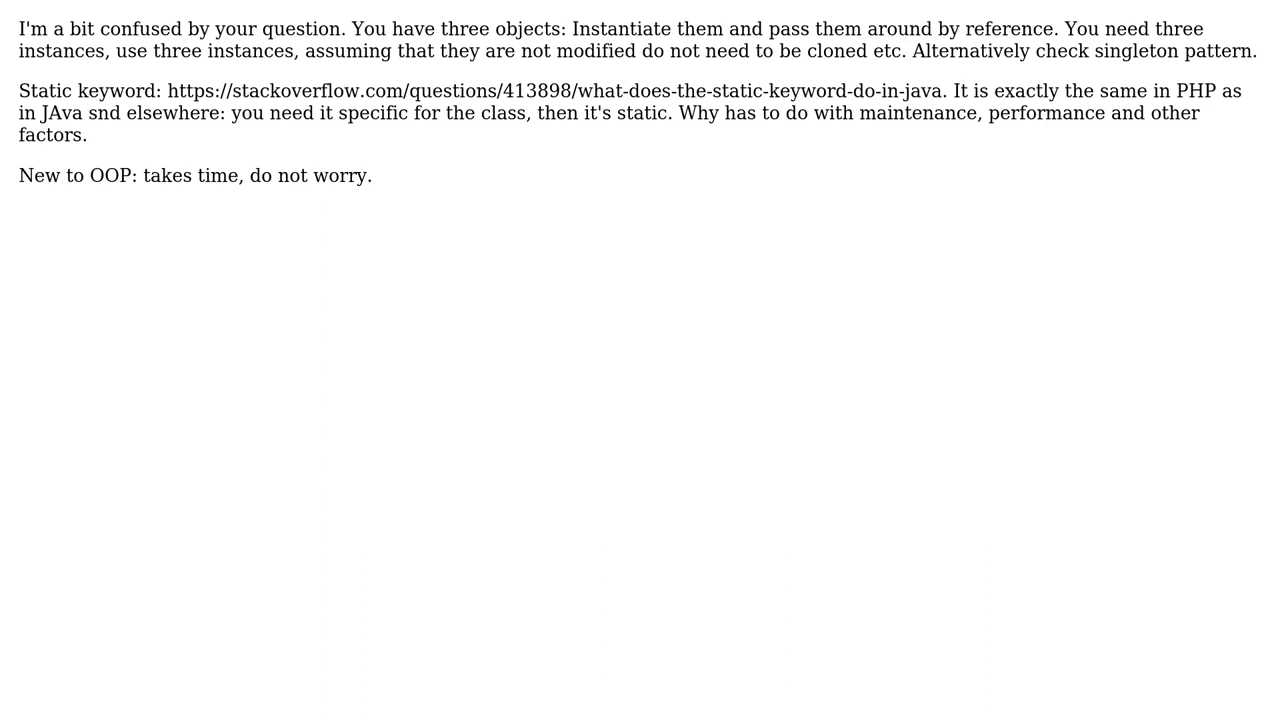 I'm a bit confused by your question. You have three objects: Instantiate them and pass them around by reference. You need three
instances, use three instances, assuming that they are not modified do not need to be cloned etc. Alternatively check singleton pattern.
Static keyword: https://stackoverflow.com/questions/413898/what-does-the-static-keyword-do-in-java. It is exactly the same in PHP as
in JAva snd elsewhere: you need it specific for the class, then it's static. Why has to do with maintenance, performance and other
factors.
New to OOP: takes time, do not worry.